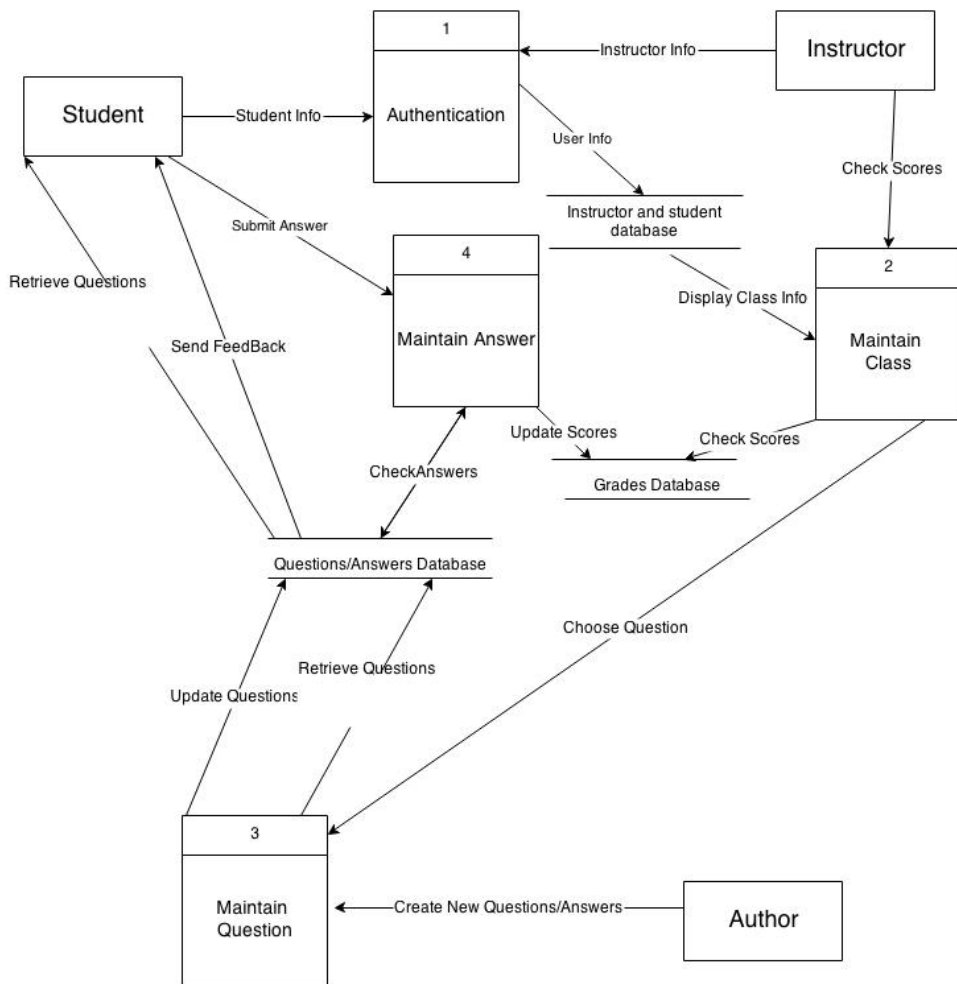 1
Authentication
Instructor Info
Instructor
Student
Student Info
User Info
Check Scores
Instructor and student
database
Submit Answer
4
Maintain Answer
2
Maintain
Class
Retrieve Questions
Display Class Info
Send FeedBack
Update Scores
Check Scores
CheckAnswers
Grades Database
Questions/Answers Database
Choose Question
Retrieve Questions
Update Questions
3
Maintain
Question
Create New Questions/Answers
Author